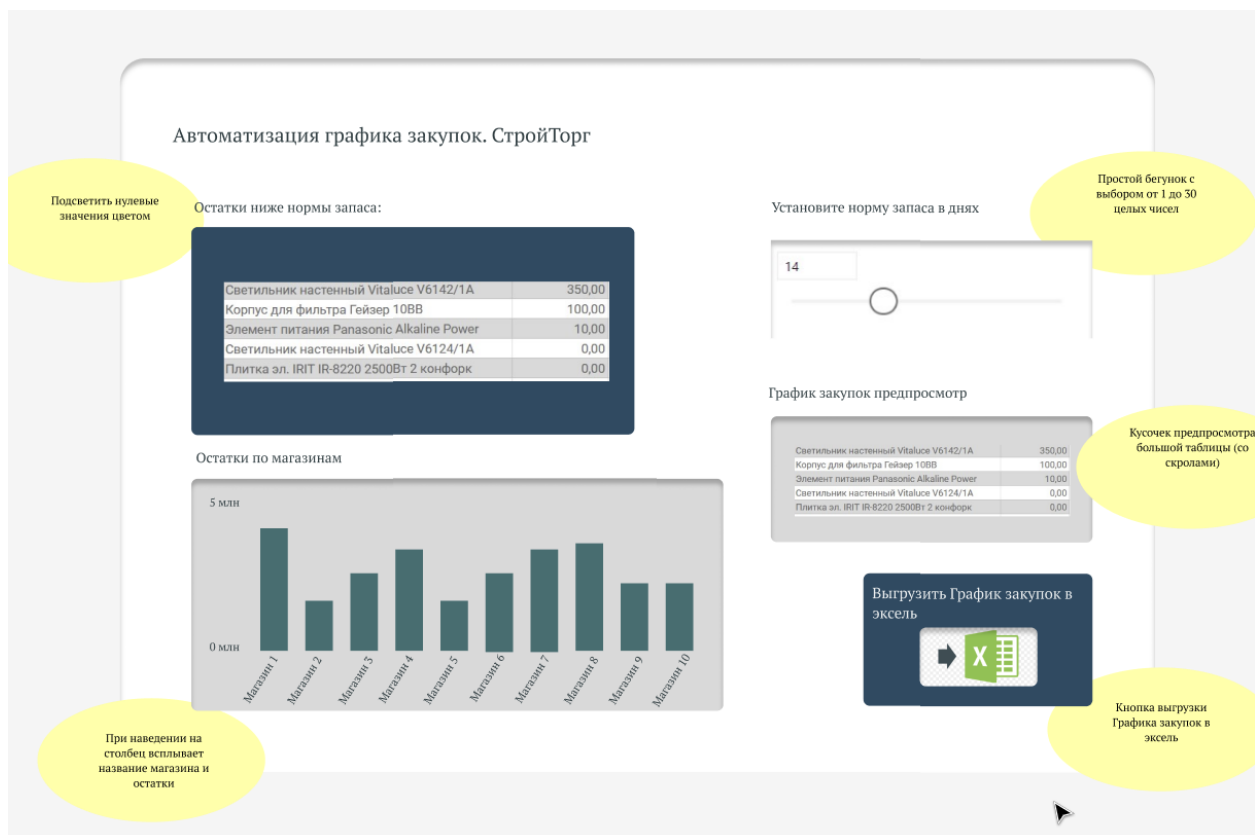 Автоматизация графика закупок. СтройТорг
Подсветить нулевые
значения цветом
Остатки ниже нормы запаса:
Светильник настенный Vitaluce V6142/1A 350,00
Корпус для фильтра Гейзер 10ВВ 100,00
Элемент питания Panasonic Alkaline Power 10,00
Светильник настенный Vitaluce V6124/1A 0,00
Плитка эл. IRIT IR-8220 2500Вт 2 конфорк 0,00
Установите норму запаса в днях
14
Простой бегунок с
выбором от 1 до 30
целых чисел
График закупок предпросмотр
Светильник настенный Vitaluce V6142/1A 350,00
Корпус для фильтра Гейзер 10ВВ 100,00
Элемент питания Panasonic Alkaline Power 10,00
Светильник настенный Vitaluce V6124/1A 0,00
Плитка эл. IRIT IR-8220 2500Вт 2 конфорк 0,00
Кусочек предпросмотра
большой таблицы (со
скролами)
Остатки по магазинам
5 млн
0 млн
Магазин 1
Магазин 2
Магазин 3
Магазин 4
Магазин 5
Магазин 6
Магазин 7
Магазин 8
Магазин 9
Магазин 10
Выгрузить График закупок в
эксель
X
При наведении на
столбец всплывает
название магазина и
остатки
Кнопка выгрузки
Графика закупок в
эксель